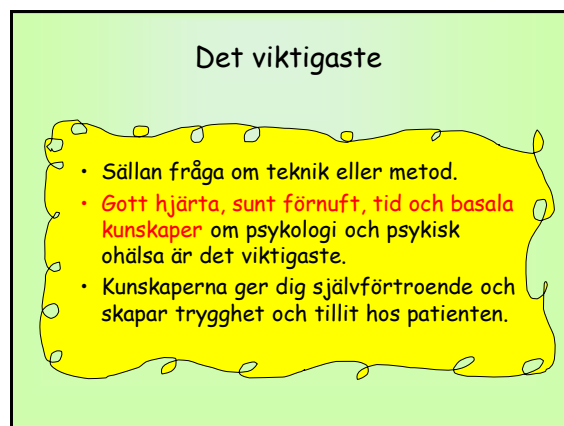 Det viktigaste
• Sällan fråga om teknik eller metod.
• Gott hjärta, sunt förnuft, tid och basala
kunskaper om psykologi och psykisk
ohälsa är det viktigaste.
• Kunskaperna ger dig självförtroende och
skapar trygghet och tillit hos patienten.